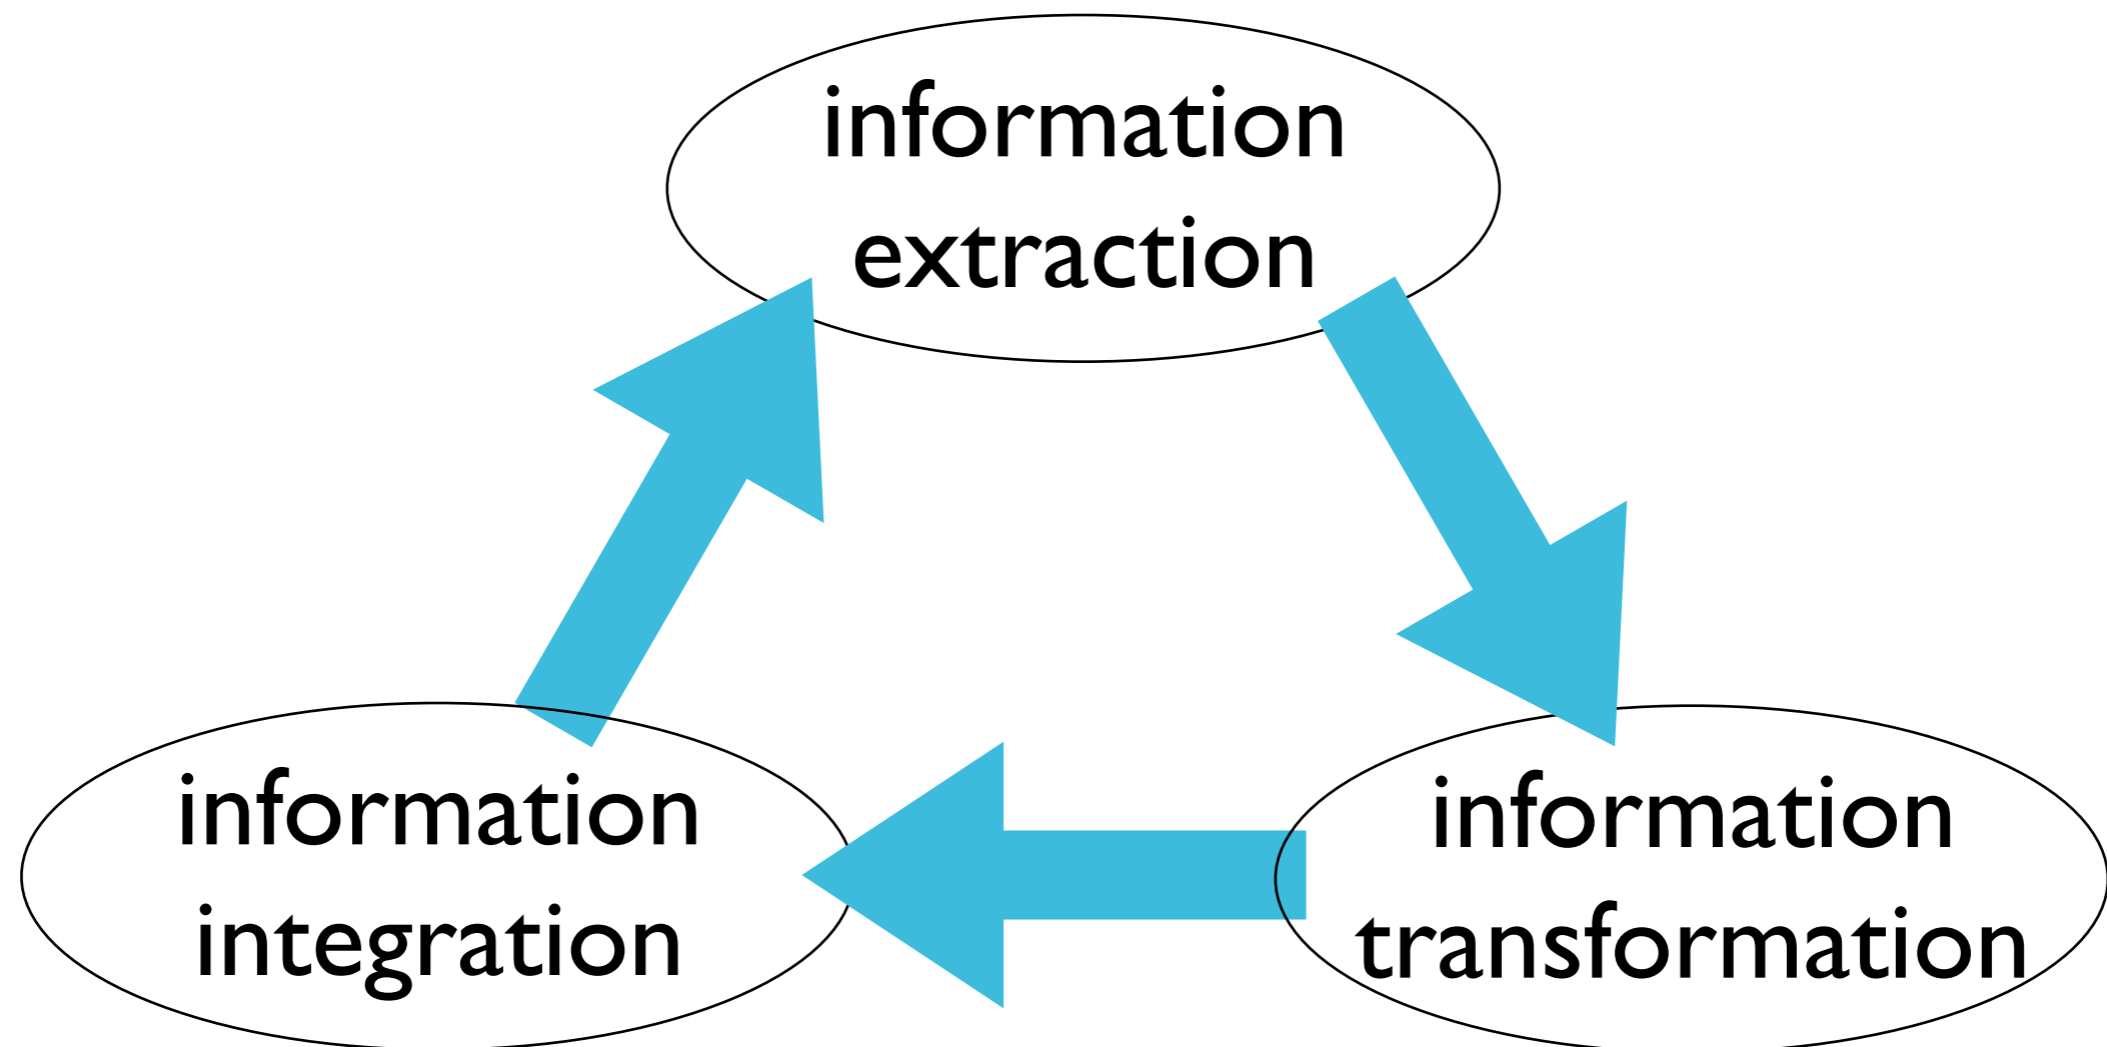 information
extraction
information
integration
information
transformation